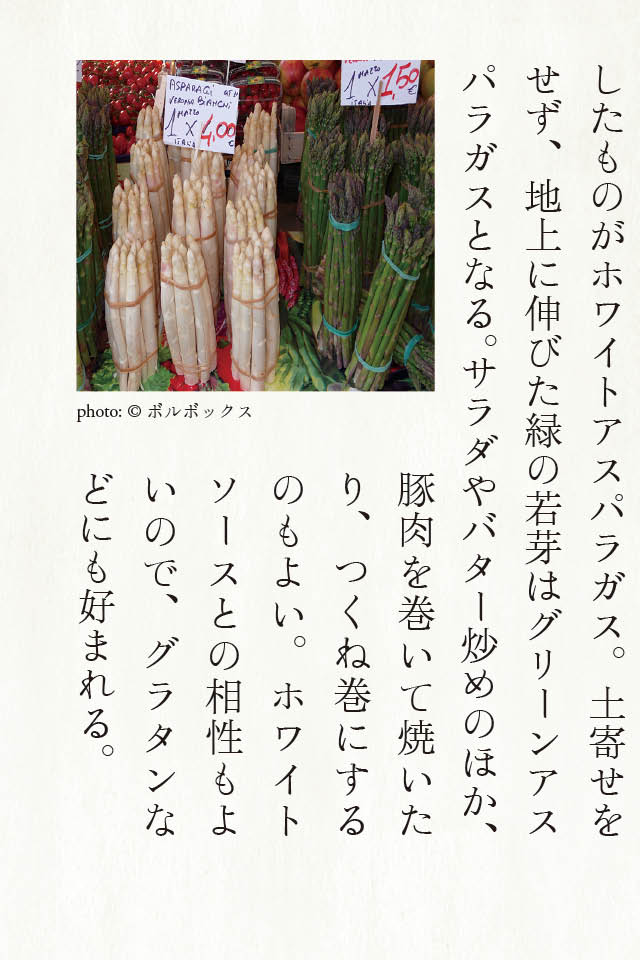 したものがホワイトアスパラガス。土寄せを
せず、地上に伸びた緑の若芽はグリーンアス
パラガスとなる。サラダやバター炒めのほか、
豚肉を巻いて焼いた
り、つくね巻にする
のもよい。ホワイト
ソースとの相性もよ
いので、グラタンな
どにも好まれる。
ASPARAGI
VERONA BIANCHI
1 MAZZO X 4,00
ITALIA €
1 MAZZO X 1,50
€
photo: © ボルボックス